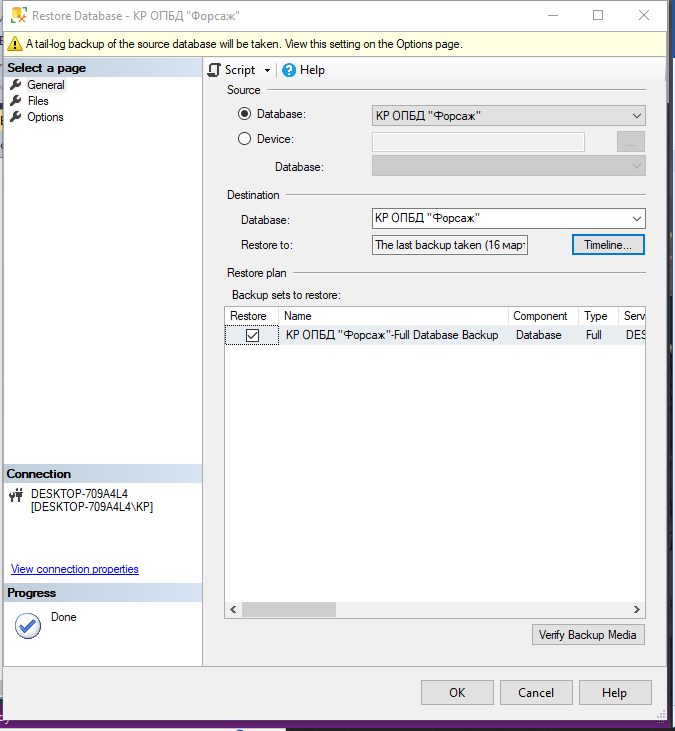 Restore Database - КР ОПБД "Форсаж"
A tail-log backup of the source database will be taken. View this setting on the Options page.
Select a page
General
Files
Options
Script
Help
Source
Database:
КР ОПБД "Форсаж"
Device:
...
Database:
Destination
Database:
КР ОПБД "Форсаж"
Restore to:
The last backup taken (16 март
Timeline...
Restore plan
Backup sets to restore:
Restore Name Component Type Serv
КР ОПБД "Форсаж"-Full Database Backup Database Full DES
Connection
DESKTOP-709A4L4
[DESKTOP-709A4L4\KP]
View connection properties
Progress
Done
Verify Backup Media
OK Cancel Help